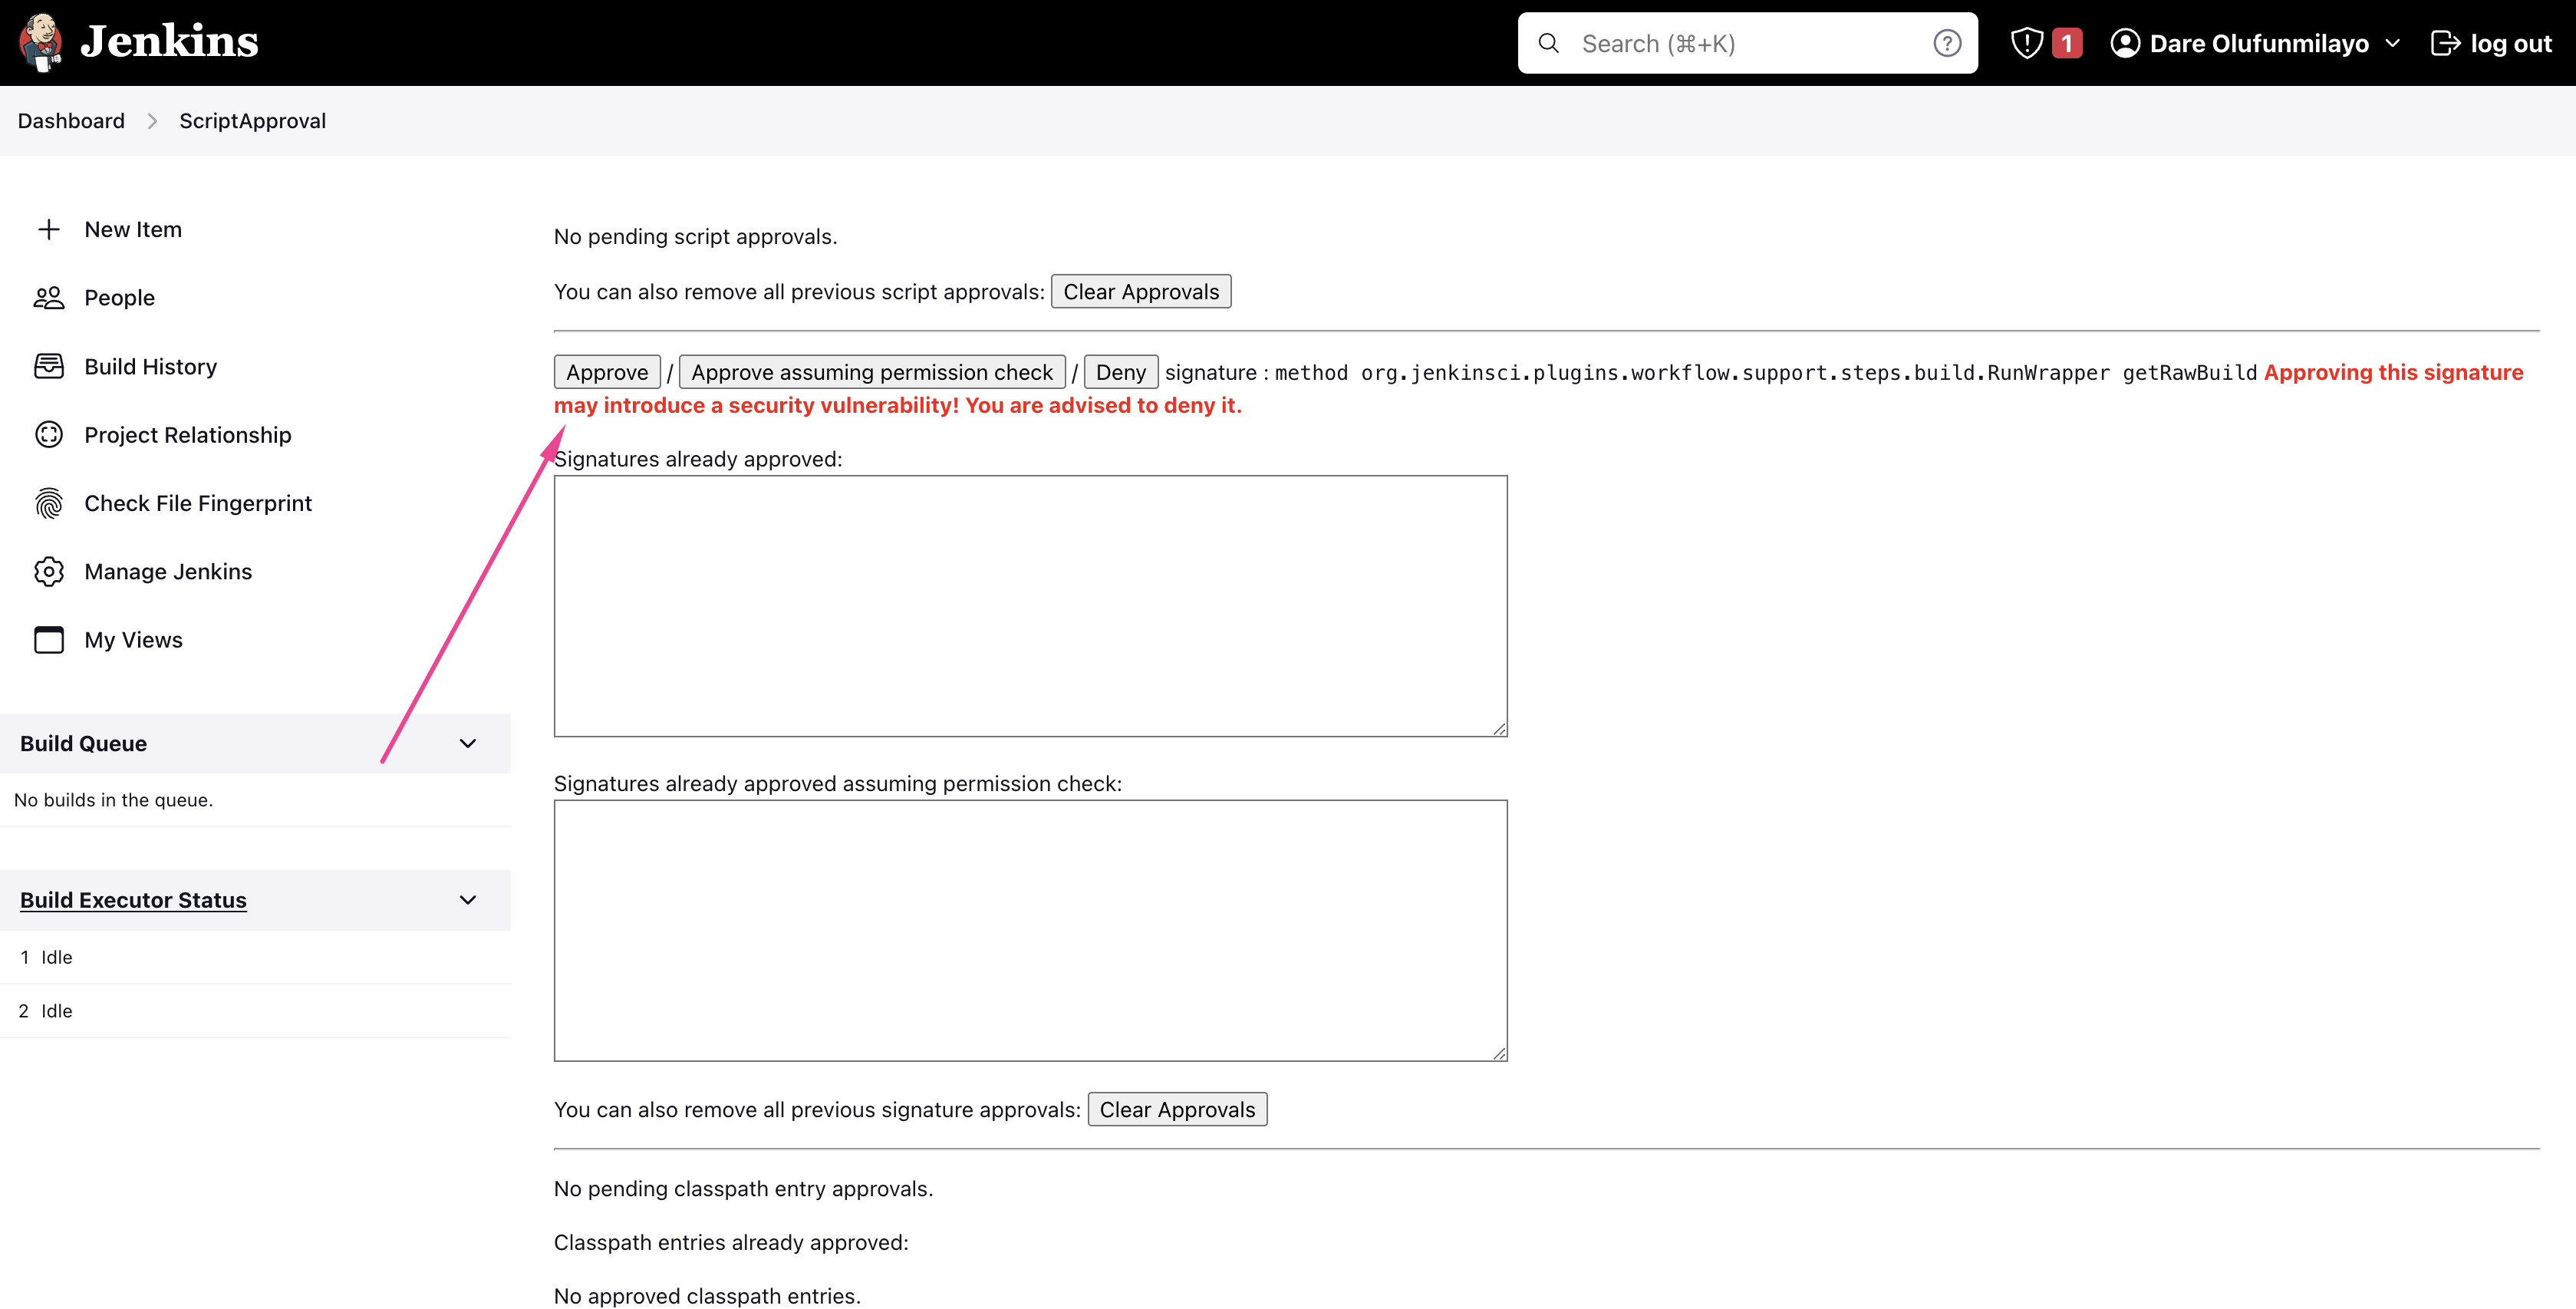 Jenkins
Search (⌘+K)
1
Dare Olufunmilayo
log out
Dashboard
ScriptApproval
New Item
People
Build History
Project Relationship
Check File Fingerprint
Manage Jenkins
My Views
Build Queue
No builds in the queue.
Build Executor Status
1 Idle
2 Idle
No pending script approvals.
You can also remove all previous script approvals: Clear Approvals
Approve / Approve assuming permission check / Deny signature : method org.jenkinsci.plugins.workflow.support.steps.build.RunWrapper getRawBuild Approving this signature
may introduce a security vulnerability! You are advised to deny it.
Signatures already approved:
Signatures already approved assuming permission check:
You can also remove all previous signature approvals: Clear Approvals
No pending classpath entry approvals.
Classpath entries already approved:
No approved classpath entries.